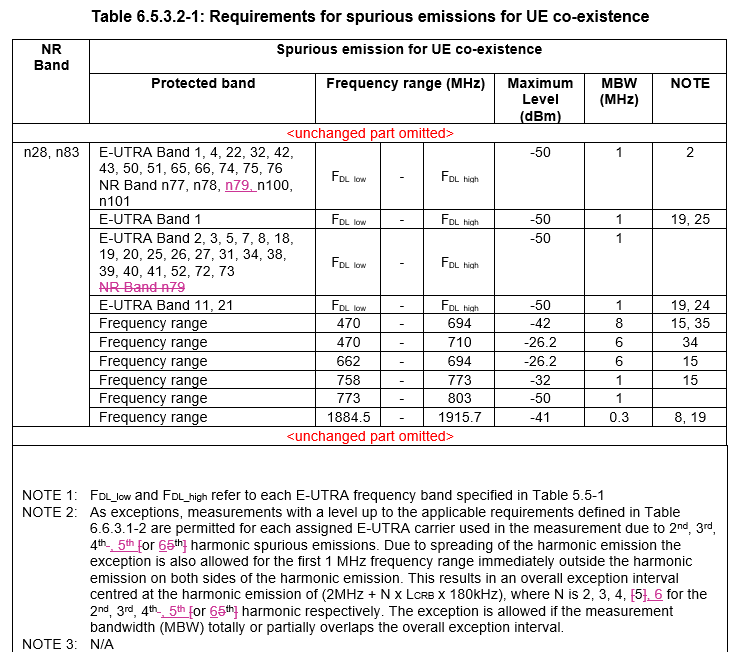 Table 6.5.3.2-1: Requirements for spurious emissions for UE co-existence
NR Band
Spurious emission for UE co-existence
Protected band
Frequency range (MHz)
Maximum Level (dBm)
MBW (MHz)
NOTE
<unchanged part omitted>
n28, n83
E-UTRA Band 1, 4, 22, 32, 42,
43, 50, 51, 65, 66, 74, 75, 76
NR Band n77, n78, n79, n100,
n101
FDL_low - FDL_high -50 1 2
E-UTRA Band 1 FDL_low - FDL_high -50 1 19, 25
E-UTRA Band 2, 3, 5, 7, 8, 18,
19, 20, 25, 26, 27, 31, 34, 38,
39, 40, 41, 52, 72, 73
NR Band n79
FDL_low - FDL_high -50 1
E-UTRA Band 11, 21 FDL_low - FDL_high -50 1 19, 24
Frequency range 470 - 694 -42 8 15, 35
Frequency range 470 - 710 -26.2 6 34
Frequency range 662 - 694 -26.2 6 15
Frequency range 758 - 773 -32 1 15
Frequency range 773 - 803 -50 1
Frequency range 1884.5 - 1915.7 -41 0.3 8, 19
<unchanged part omitted>
NOTE 1: FDL_low and FDL_high refer to each E-UTRA frequency band specified in Table 5.5-1
NOTE 2: As exceptions, measurements with a level up to the applicable requirements defined in Table
6.6.3.1-2 are permitted for each assigned E-UTRA carrier used in the measurement due to 2nd, 3rd,
4th-, 5th [or 65th] harmonic spurious emissions. Due to spreading of the harmonic emission the
exception is also allowed for the first 1 MHz frequency range immediately outside the harmonic
emission on both sides of the harmonic emission. This results in an overall exception interval
centred at the harmonic emission of (2MHz + N x LCRB x 180kHz), where N is 2, 3, 4, [5], 6 for the
2nd, 3rd, 4th-, 5th [or 65th] harmonic respectively. The exception is allowed if the measurement
bandwidth (MBW) totally or partially overlaps the overall exception interval.
NOTE 3: N/A